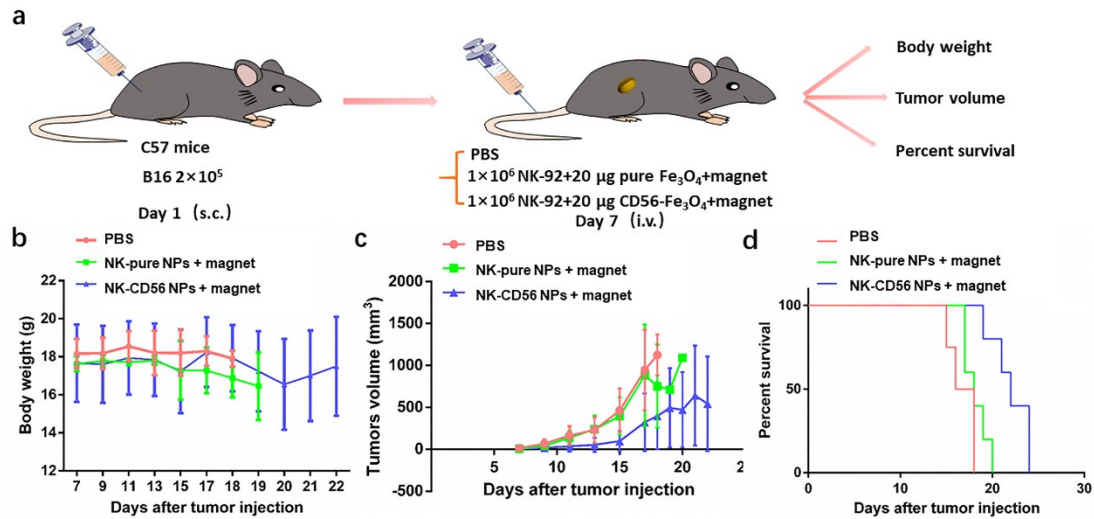 a
C57 mice
B16 2×10⁵
Day 1 (s.c.)
PBS
1×10⁶ NK-92+20 μg pure Fe₃O₄+magnet
1×10⁶ NK-92+20 μg CD56-Fe₃O₄+magnet
Day 7 (i.v.)
Body weight
Tumor volume
Percent survival
b
PBS
NK-pure NPs + magnet
NK-CD56 NPs + magnet
Body weight (g)
22
20
18
16
14
12
7 9 11 13 15 17 18 19 20 21 22
Days after tumor injection
c
PBS
NK-pure NPs + magnet
NK-CD56 NPs + magnet
Tumors volume (mm³)
2000
1500
1000
500
0
-500
5 10 15 20 2
Days after tumor injection
d
PBS
NK-pure NPs + magnet
NK-CD56 NPs + magnet
Percent survival
100
50
0
0 10 20 30
Days after tumor injection